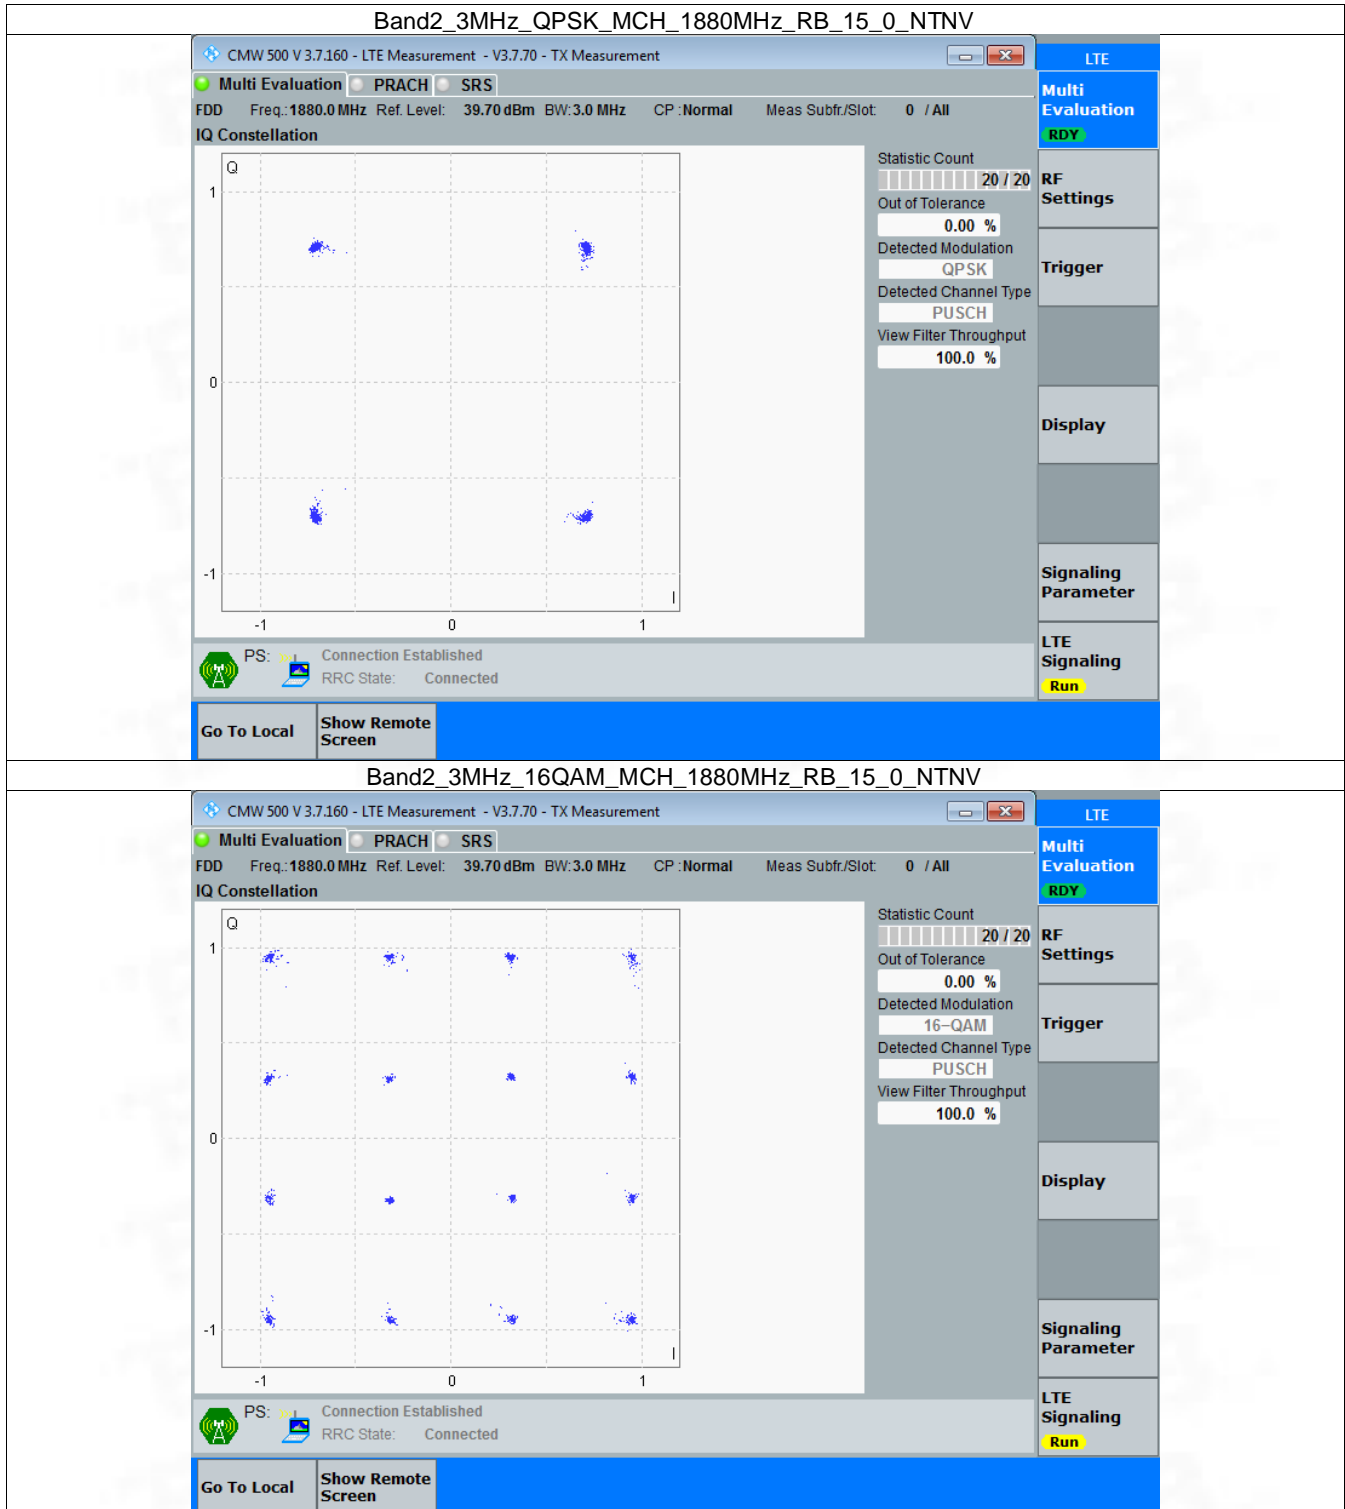 Band2_3MHz_QPSK_MCH_1880MHz_RB_15_0_NTNV
CMW 500 V 3.7.160 - LTE Measurement - V3.7.70 - TX Measurement
LTE
Multi Evaluation PRACH SRS
Multi
Evaluation
RDY
FDD Freq.: 1880.0 MHz Ref. Level: 39.70 dBm BW: 3.0 MHz CP : Normal Meas Subfr./Slot: 0 / All
IQ Constellation
Q
1
0
-1
I
-1 0 1
Statistic Count
20 / 20
Out of Tolerance
0.00 %
Detected Modulation
QPSK
Detected Channel Type
PUSCH
View Filter Throughput
100.0 %
RF
Settings
Trigger
Display
Signaling
Parameter
LTE
Signaling
Run
PS: Connection Established
RRC State: Connected
Go To Local
Show Remote
Screen
Band2_3MHz_16QAM_MCH_1880MHz_RB_15_0_NTNV
CMW 500 V 3.7.160 - LTE Measurement - V3.7.70 - TX Measurement
LTE
Multi Evaluation PRACH SRS
Multi
Evaluation
RDY
FDD Freq.: 1880.0 MHz Ref. Level: 39.70 dBm BW: 3.0 MHz CP : Normal Meas Subfr./Slot: 0 / All
IQ Constellation
Q
1
0
-1
I
-1 0 1
Statistic Count
20 / 20
Out of Tolerance
0.00 %
Detected Modulation
16-QAM
Detected Channel Type
PUSCH
View Filter Throughput
100.0 %
RF
Settings
Trigger
Display
Signaling
Parameter
LTE
Signaling
Run
PS: Connection Established
RRC State: Connected
Go To Local
Show Remote
Screen